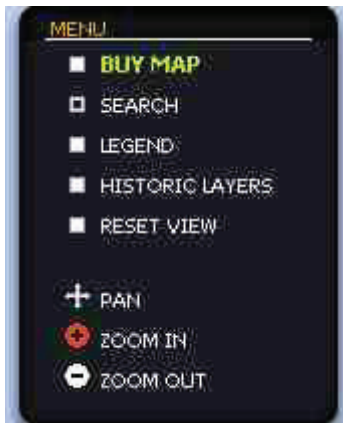 MENU
BUY MAP
SEARCH
LEGEND
HISTORIC LAYERS
RESET VIEW
PAN
ZOOM IN
ZOOM OUT